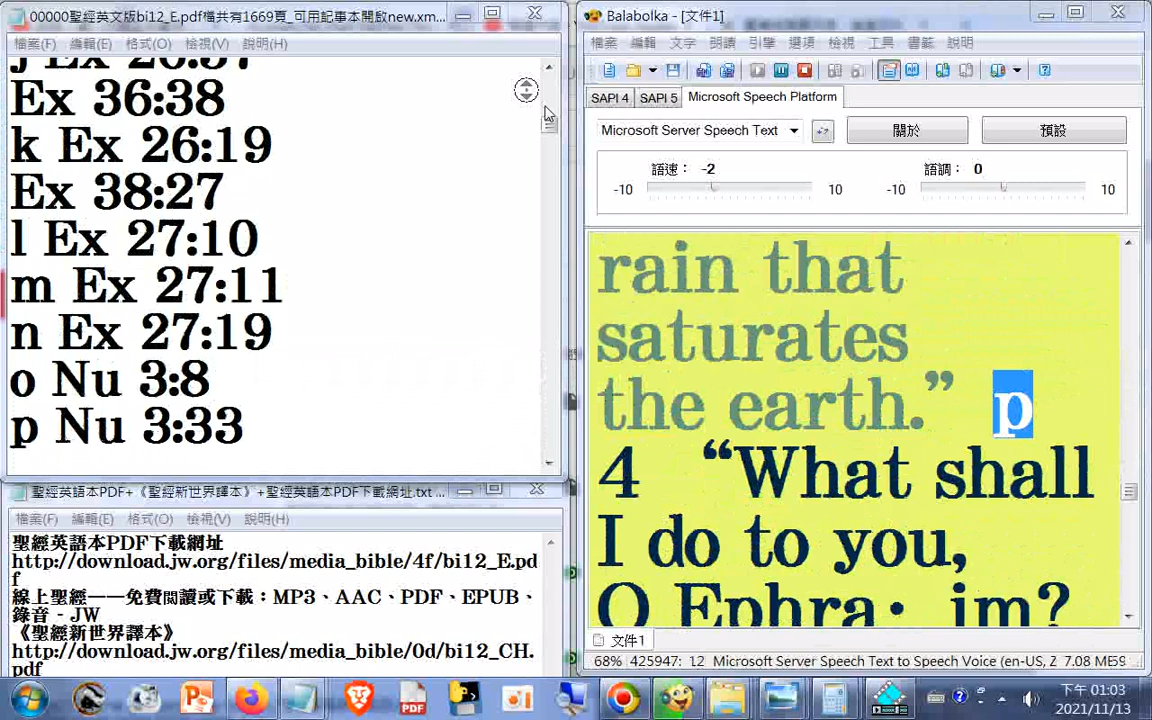 00000聖經英文版bi12_E.pdf檔共有1669頁_可用記事本開啟new.xm...
檔案(F) 編輯(E) 格式(O) 檢視(V) 說明(H)
j Ex 26:37
Ex 36:38
k Ex 26:19
Ex 38:27
l Ex 27:10
m Ex 27:11
n Ex 27:19
o Nu 3:8
p Nu 3:33
聖經英語本PDF+《聖經新世界譯本》+聖經英語本PDF下載網址.txt ...
檔案(F) 編輯(E) 格式(O) 檢視(V) 說明(H)
聖經英語本PDF下載網址
http://download.jw.org/files/media_bible/4f/bi12_E.pd
f
線上聖經——免費閱讀或下載：MP3、AAC、PDF、EPUB、
錄音 - JW
《聖經新世界譯本》
http://download.jw.org/files/media_bible/0d/bi12_CH.
pdf
Balabolka - [文件1]
檔案 編輯 文字 朗讀 引擎 選項 檢視 工具 書籤 說明
SAPI 4 SAPI 5 Microsoft Speech Platform
Microsoft Server Speech Text 關於 預設
語速： -2 語調： 0
-10 10 -10 10
rain that
saturates
the earth.” p
4 “What shall
I do to you,
O Ephra· im?
文件1
68% 425947: 12 Microsoft Server Speech Text to Speech Voice (en-US, Z 7.08 ME59
下午 01:03
2021/11/13